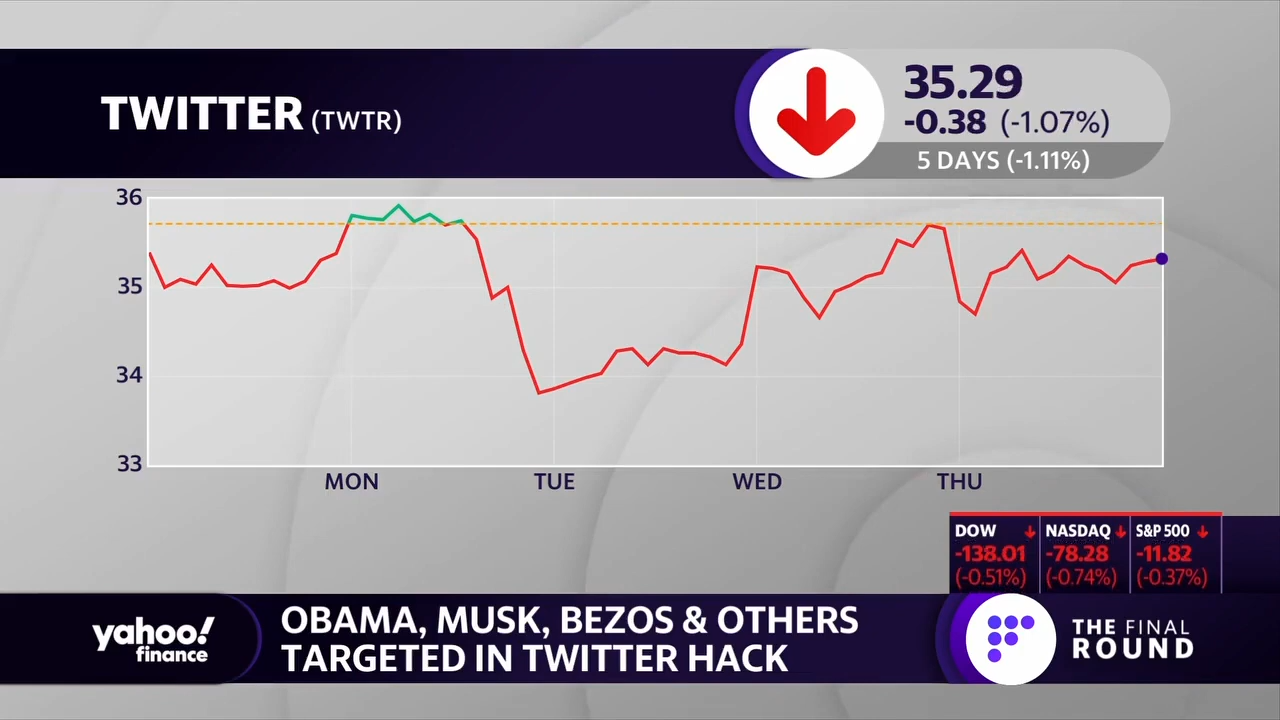 TWITTER (TWTR)
35.29
-0.38 (-1.07%)
5 DAYS (-1.11%)
36
35
34
33
MON TUE WED THU
DOW NASDAQ S&P 500
-138.01 -78.28 -11.82
(-0.51%) (-0.74%) (-0.37%)
yahoo!
finance
OBAMA, MUSK, BEZOS & OTHERS
TARGETED IN TWITTER HACK
THE FINAL
ROUND